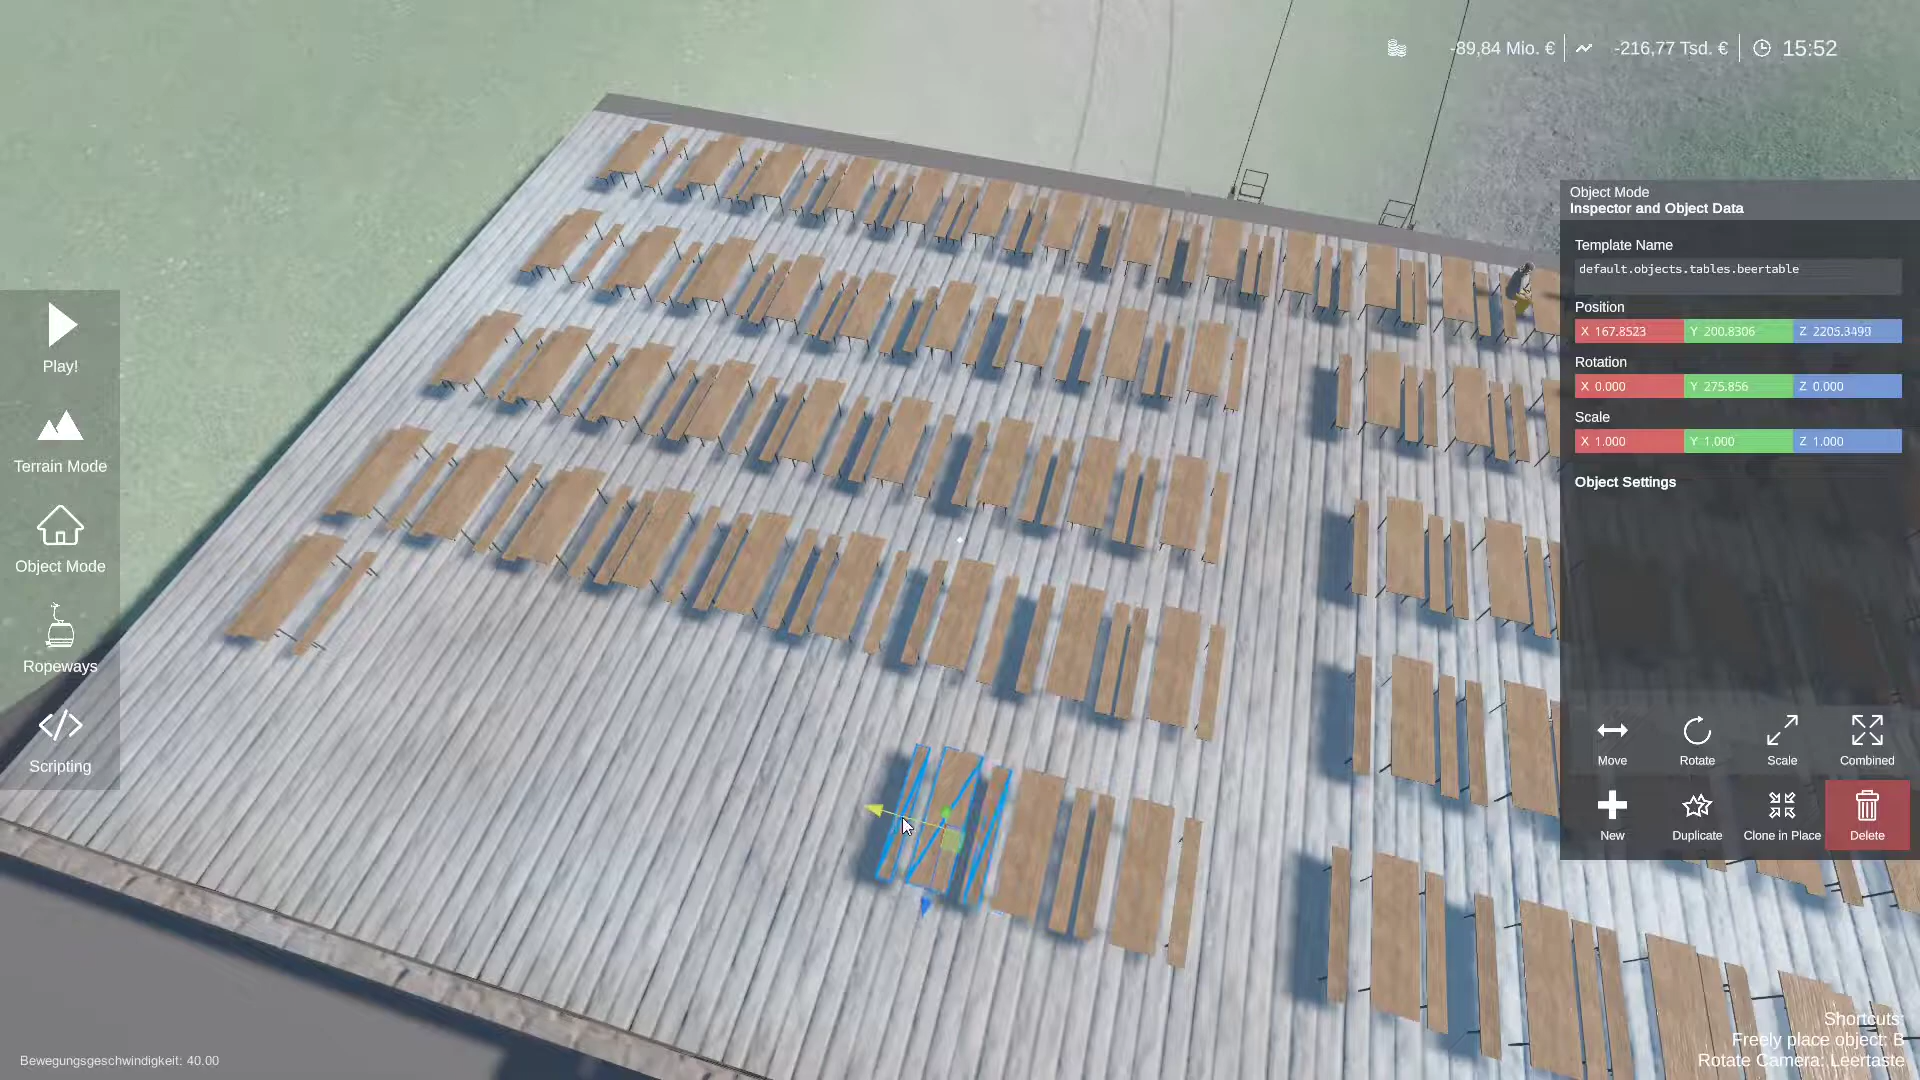 -89,84 Mio. €
-216,77 Tsd. €
15:52
Object Mode
Inspector and Object Data
Template Name
default.objects.tables.beertable
Position
X 167.8523 Y 200.8306 Z 2205.3499
Rotation
X 0.000 Y 275.856 Z 0.000
Scale
X 1.000 Y 1.000 Z 1.000
Object Settings
Play!
Terrain Mode
Object Mode
Ropeways
Scripting
Move Rotate Scale Combined
New Duplicate Clone in Place Delete
Shortcuts:
Freely place object: B
Rotate Camera: Leertaste
Bewegungsgeschwindigkeit: 40.00